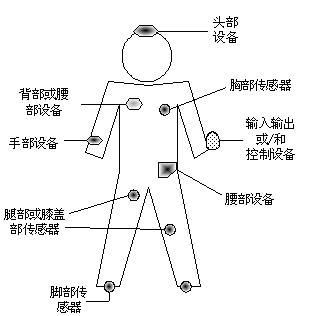 头部
设备
背部或腰
部设备
胸部传感器
手部设备
输入输出
或/和
控制设备
腰部设备
腿部或膝盖
部传感器
脚部传
感器